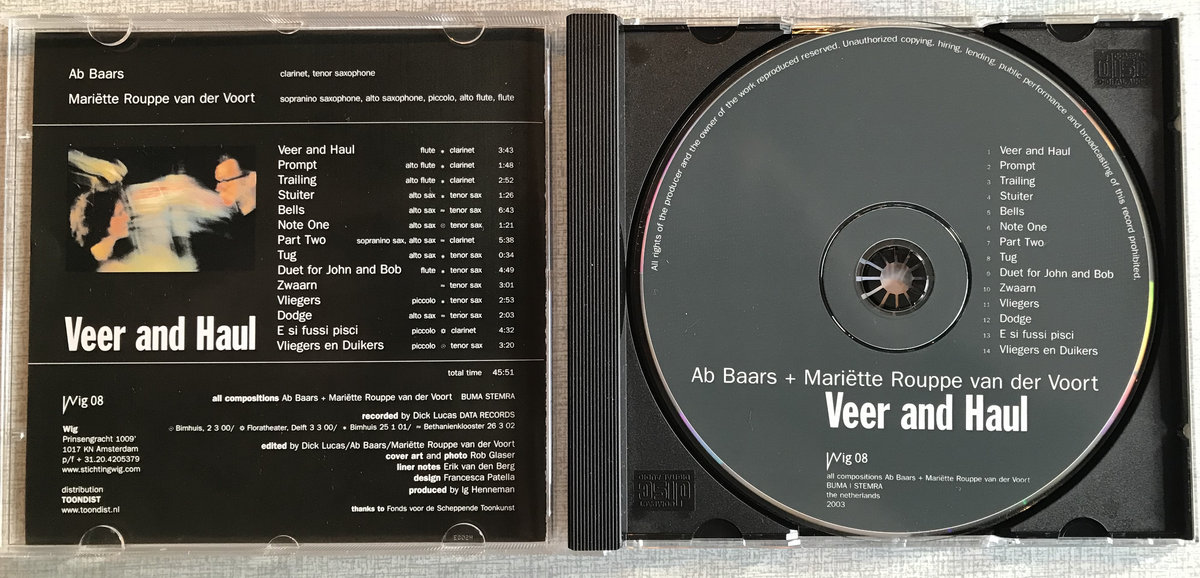 Ab Baars clarinet, tenor saxophone
Mariëtte Rouppe van der Voort sopranino saxophone, alto saxophone, piccolo, alto flute, flute
Veer and Haul flute • clarinet 3:43
Prompt alto flute • clarinet 1:48
Trailing alto flute • clarinet 2:52
Stuiter alto sax • tenor sax 1:26
Bells alto sax ≈ tenor sax 6:43
Note One alto sax tenor sax 1:21
Part Two sopranino sax, alto sax ≈ clarinet 5:38
Tug alto sax • tenor sax 0:34
Duet for John and Bob flute • tenor sax 4:49
Zwaarn ≈ tenor sax 3:01
Vliegers piccolo • tenor sax 2:53
Dodge alto sax ≈ tenor sax 2:03
E si fussi pisci piccolo clarinet 4:32
Vliegers en Duikers piccolo tenor sax 3:20
Veer and Haul
total time 45:51
Wig 08
Wig
Prinsengracht 1009'
1017 KN Amsterdam
p/f + 31.20.4205379
www.stichtingwig.com
distribution
TOONDIST
www.toondist.nl
all compositions Ab Baars + Mariëtte Rouppe van der Voort BUMA STEMRA
recorded by Dick Lucas DATA RECORDS
Bimhuis, 2 3 00/ Floratheater, Delft 3 3 00/ • Bimhuis 25 1 01/ ≈ Bethanienklooster 26 3 02
edited by Dick Lucas/Ab Baars/Mariëtte Rouppe van der Voort
cover art and photo Rob Glaser
liner notes Erik van den Berg
design Francesca Patella
produced by Ig Henneman
thanks to Fonds voor de Scheppende Toonkunst
All rights of the producer and the owner of the work reproduced reserved. Unauthorized copying, hiring, lending, public performance and broadcasting of this record prohibited.
1 Veer and Haul
2 Prompt
3 Trailing
4 Stuiter
5 Bells
6 Note One
7 Part Two
8 Tug
9 Duet for John and Bob
10 Zwaarn
11 Vliegers
12 Dodge
13 E si fussi pisci
14 Vliegers en Duikers
Ab Baars + Mariëtte Rouppe van der Voort
Veer and Haul
Wig 08
all compositions Ab Baars + Mariëtte Rouppe van der Voort
BUMA | STEMRA
the netherlands
2003